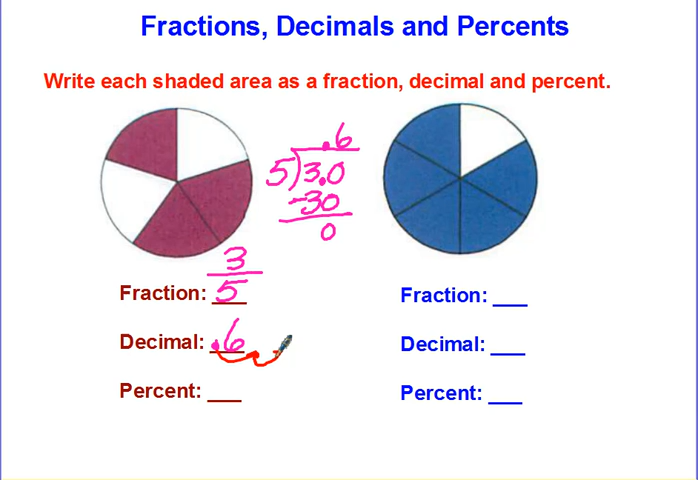 Fractions, Decimals and Percents
Write each shaded area as a fraction, decimal and percent.
.6
5)3.0
-30
0
Fraction: 3/5
Decimal: .6
Percent: ___
Fraction: ___
Decimal: ___
Percent: ___